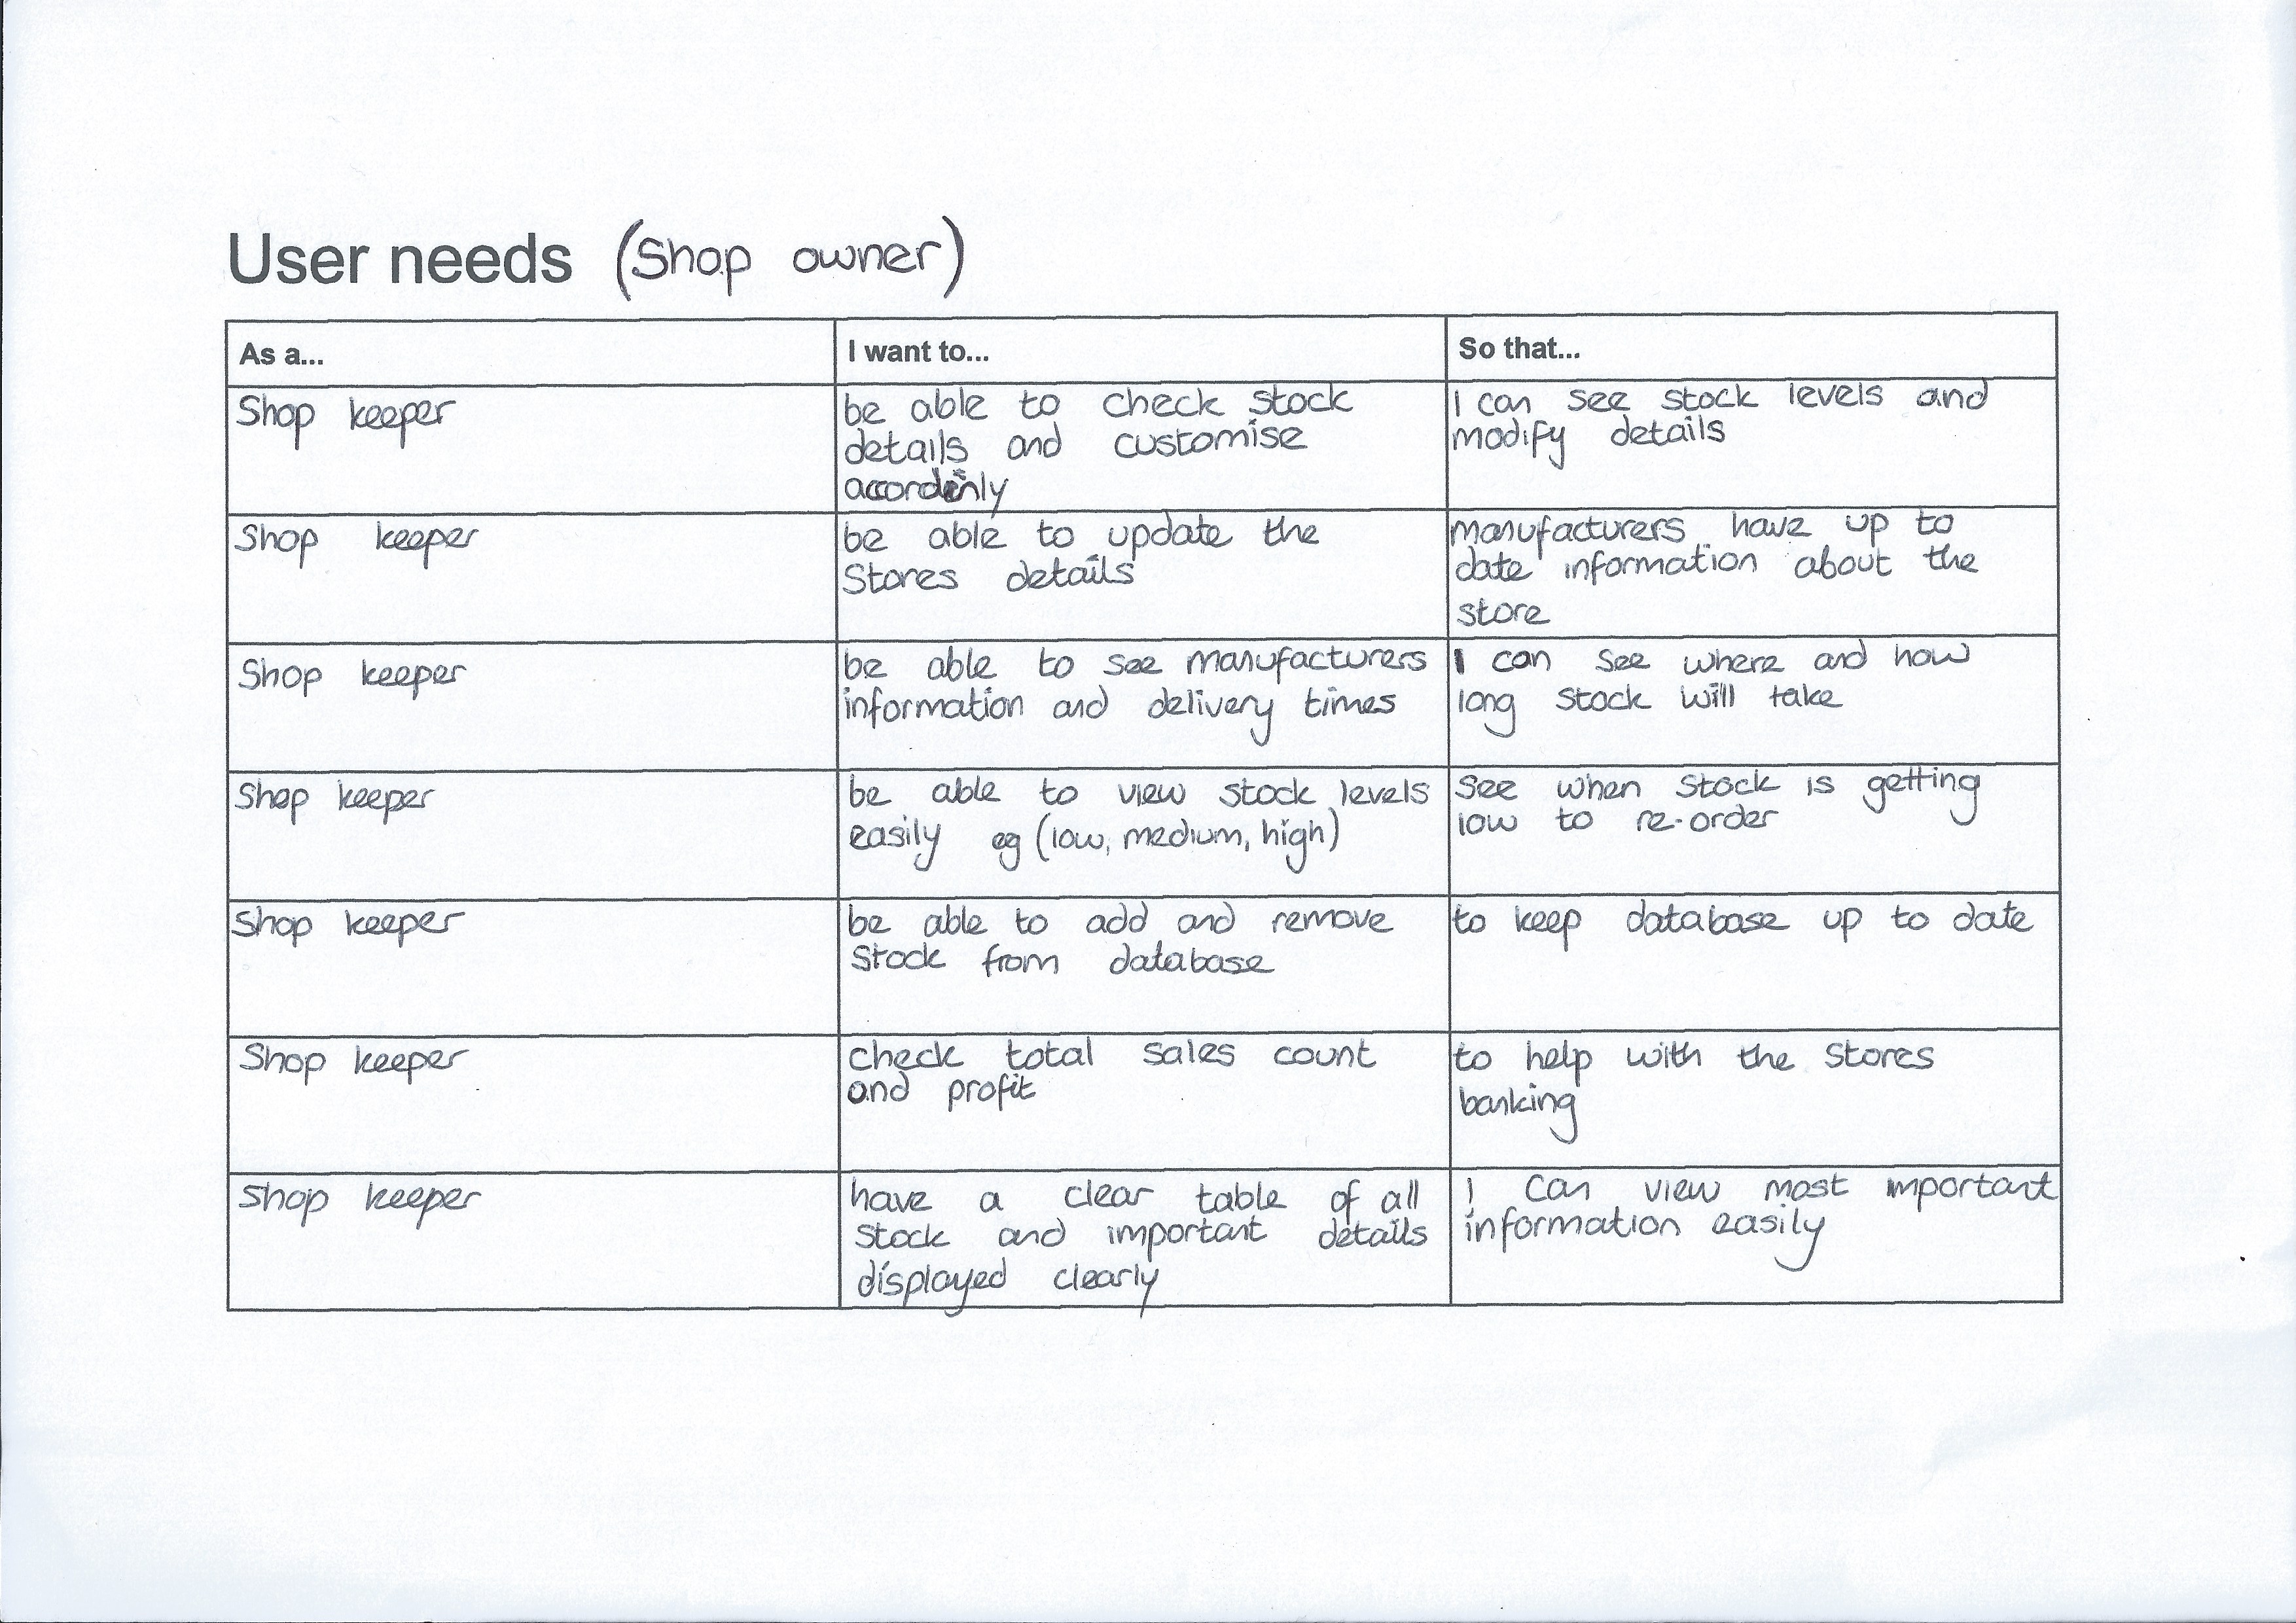 User needs (Shop owner)
As a...
I want to...
So that...
Shop keeper
be able to check stock
details and customise
accordinly
I can see stock levels and
modify details
Shop keeper
be able to update the
Stores details
manufacturers have up to
date information about the
store
Shop keeper
be able to see manufacturers
information and delivery times
I can see where and how
long stock will take
Shop keeper
be able to view stock levels
easily eg (low, medium, high)
See when stock is getting
low to re-order
Shop keeper
be able to add and remove
Stock from database
to keep database up to date
Shop keeper
check total sales count
and profit
to help with the stores
banking
Shop keeper
have a clear table of all
stock and important details
displayed clearly
I can view most important
information easily